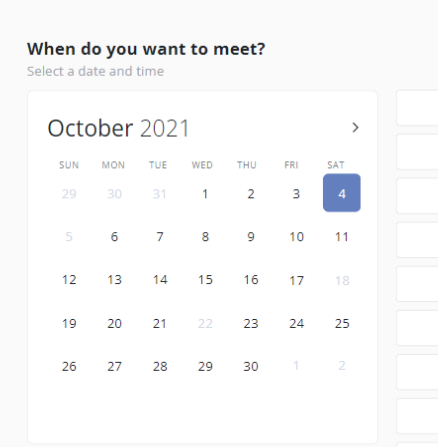 When do you want to meet?
Select a date and time
October 2021
SUN MON TUE WED THU FRI SAT
29 30 31 1 2 3 4
5 6 7 8 9 10 11
12 13 14 15 16 17 18
19 20 21 22 23 24 25
26 27 28 29 30 1 2